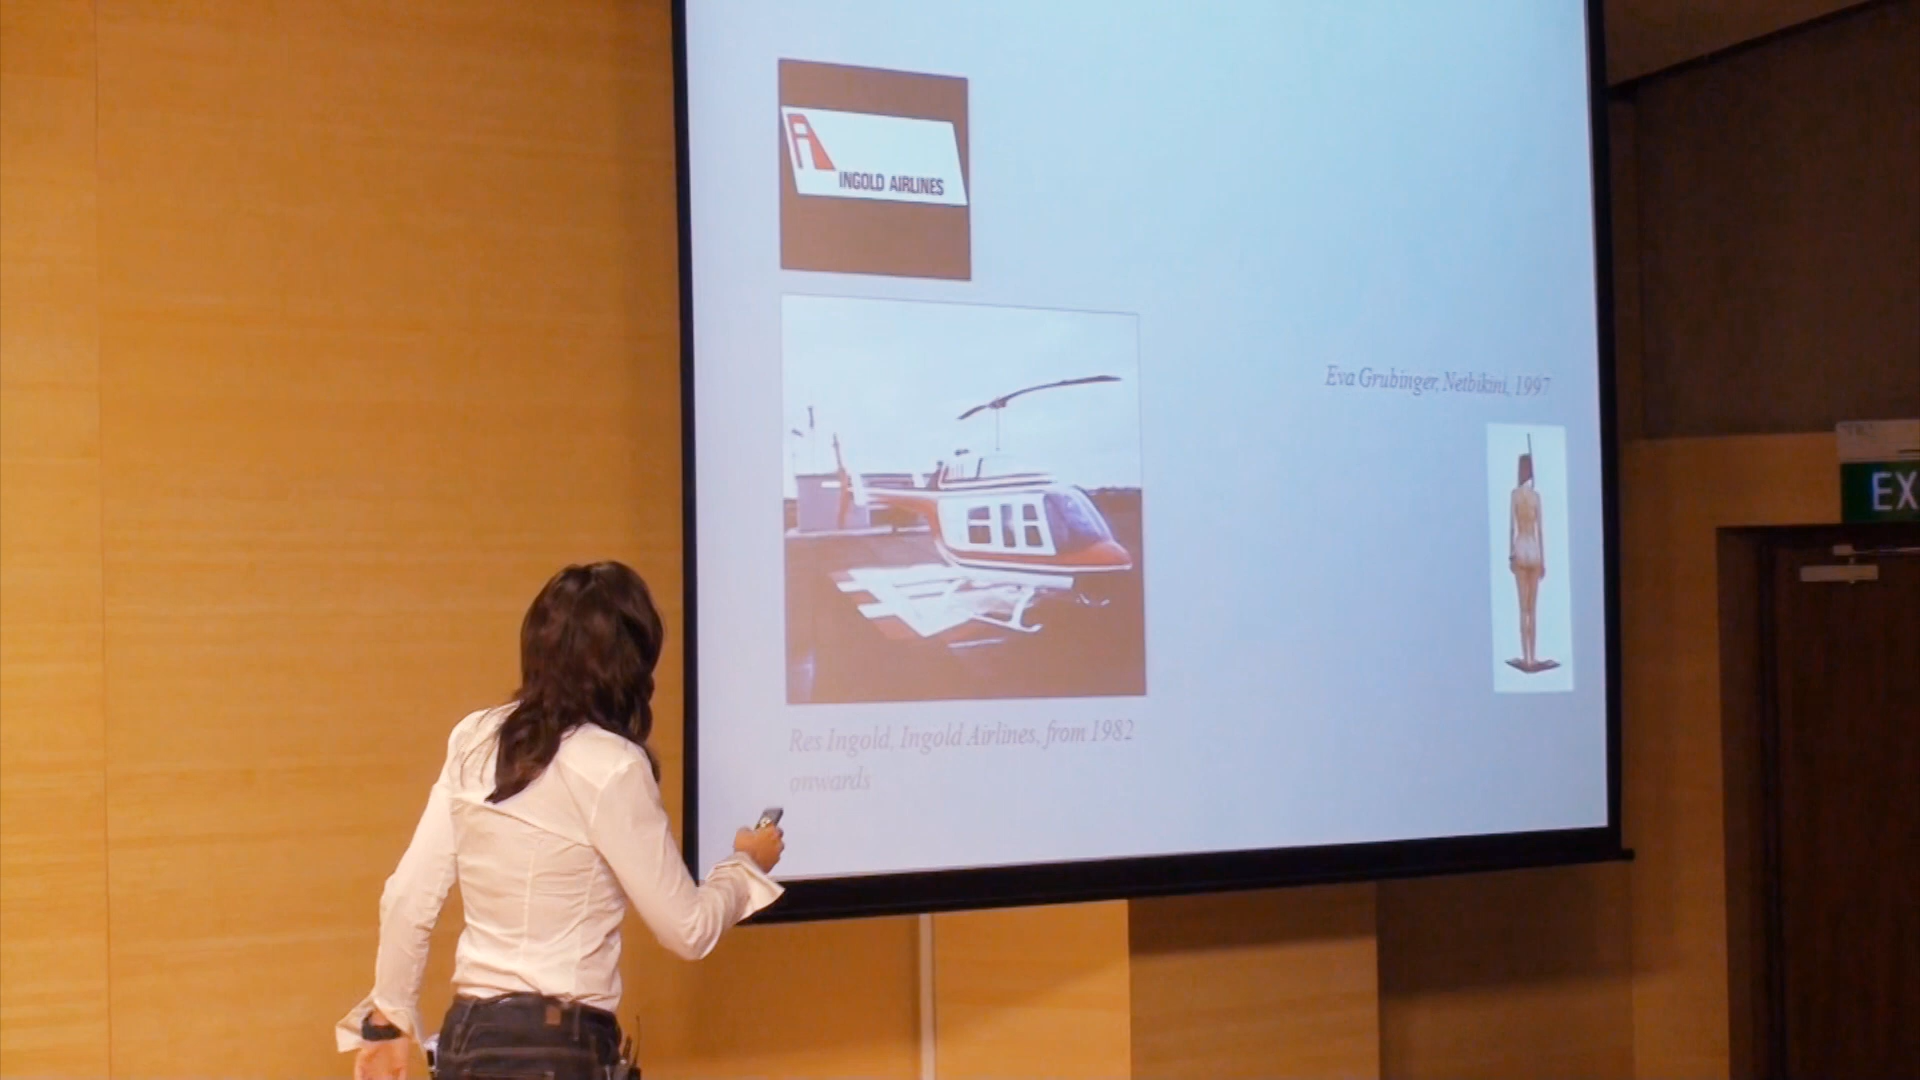 INGOLD AIRLINES
Eva Grubinger, Netbikini, 1997
Res Ingold, Ingold Airlines, from 1982
onwards
EX